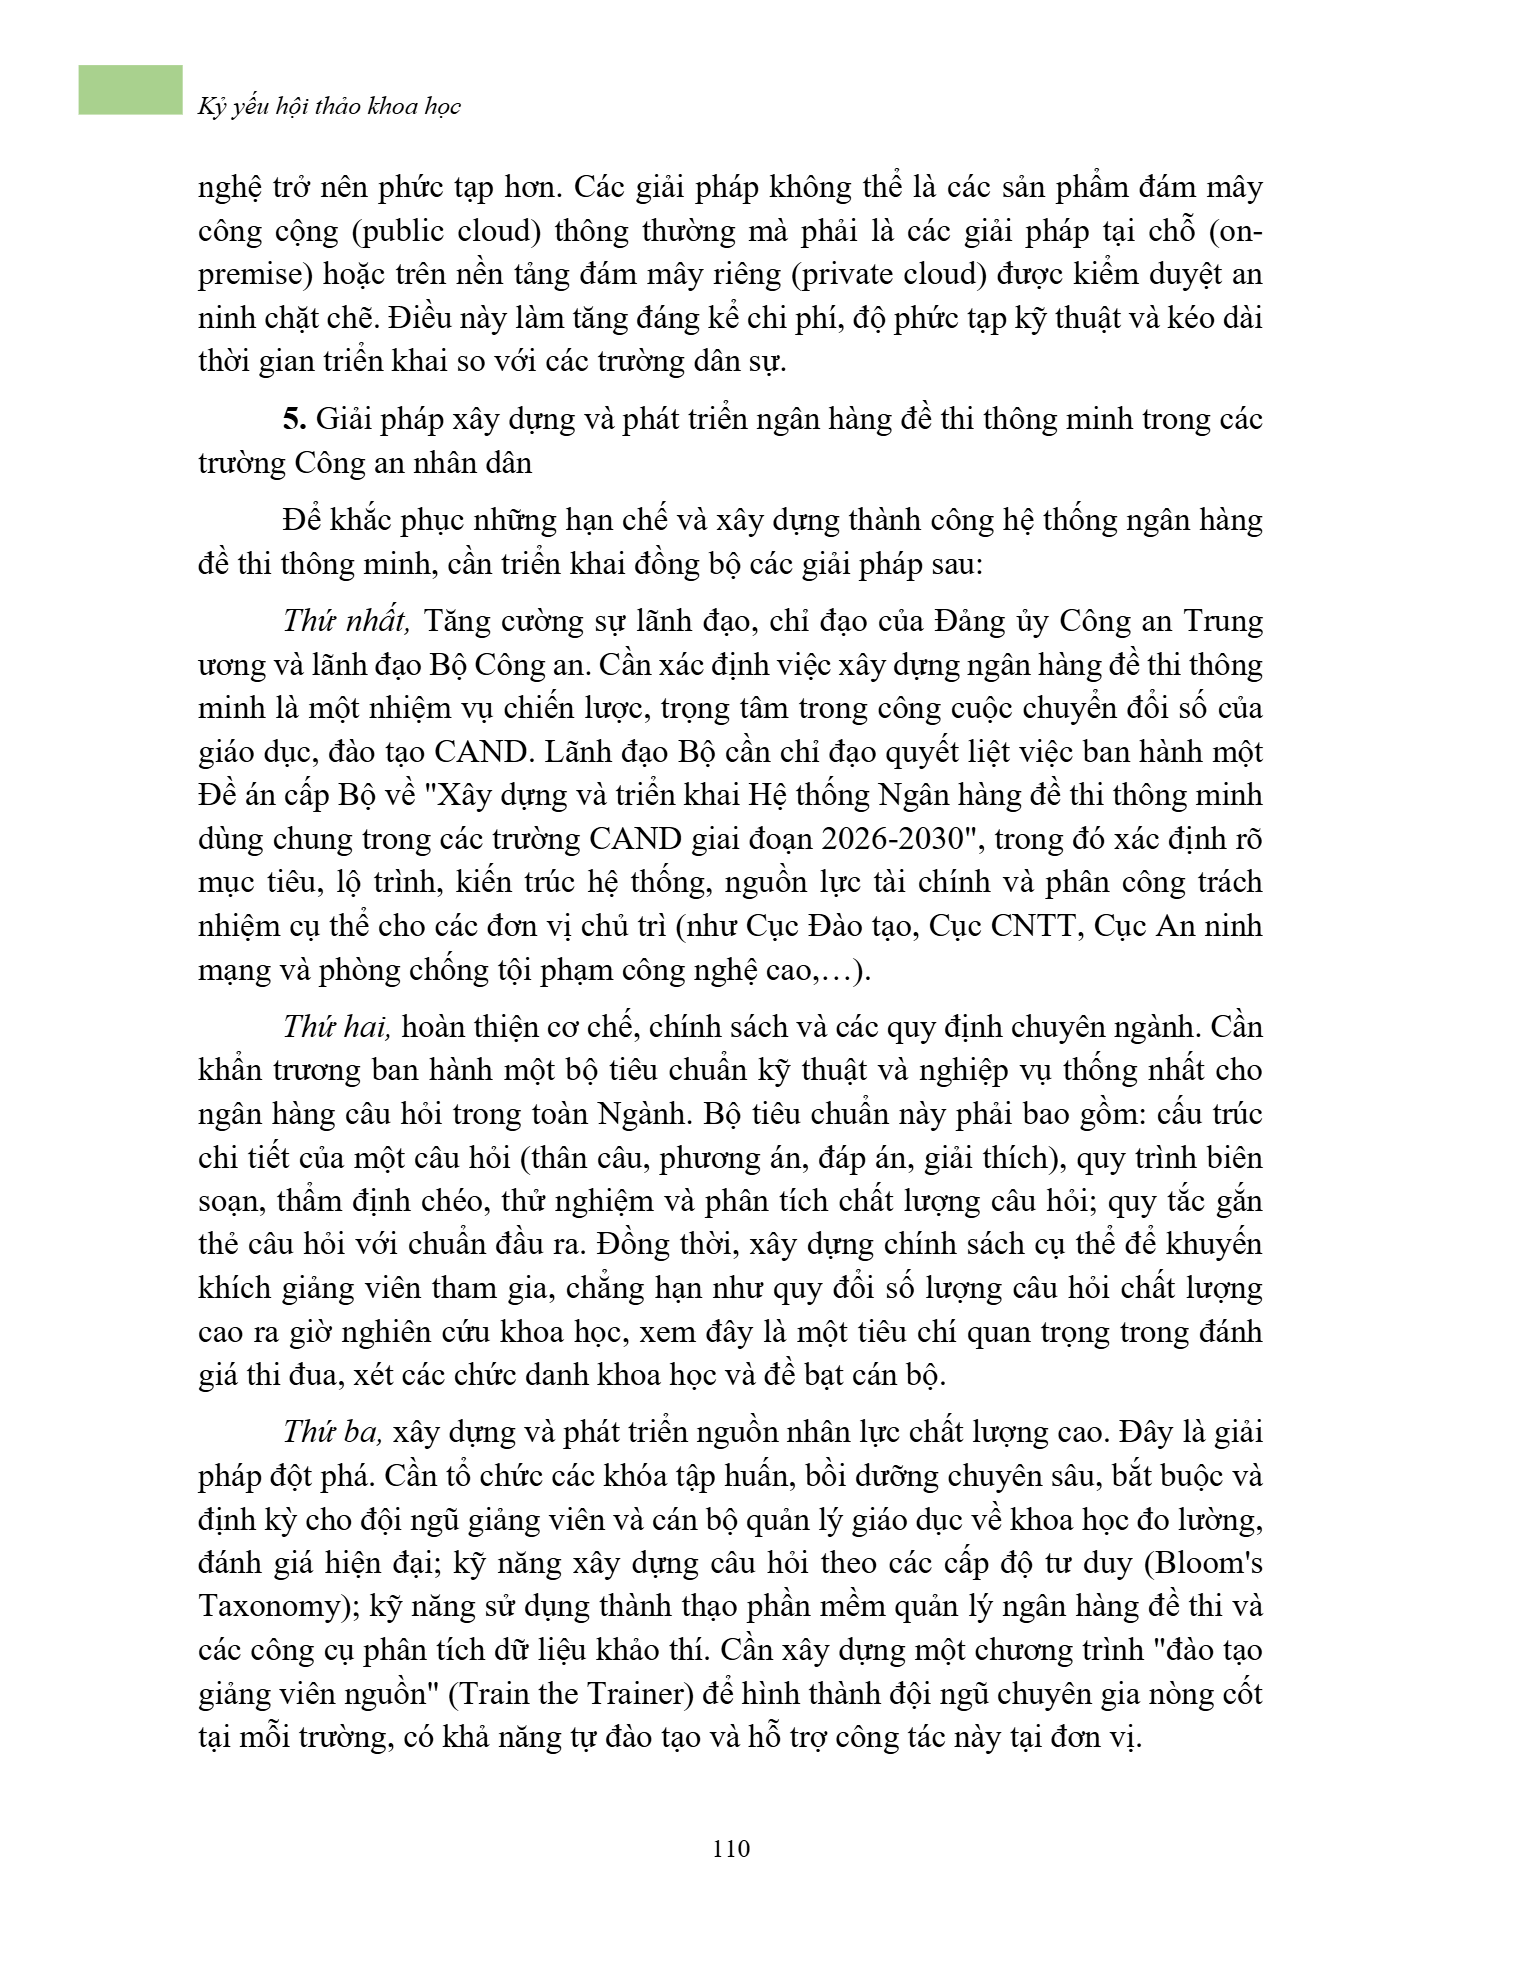 Kỷ yếu hội thảo khoa học
nghệ trở nên phức tạp hơn. Các giải pháp không thể là các sản phẩm đám mây
công cộng (public cloud) thông thường mà phải là các giải pháp tại chỗ (on-
premise) hoặc trên nền tảng đám mây riêng (private cloud) được kiểm duyệt an
ninh chặt chẽ. Điều này làm tăng đáng kể chi phí, độ phức tạp kỹ thuật và kéo dài
thời gian triển khai so với các trường dân sự.
5. Giải pháp xây dựng và phát triển ngân hàng đề thi thông minh trong các
trường Công an nhân dân
Để khắc phục những hạn chế và xây dựng thành công hệ thống ngân hàng
đề thi thông minh, cần triển khai đồng bộ các giải pháp sau:
Thứ nhất, Tăng cường sự lãnh đạo, chỉ đạo của Đảng ủy Công an Trung
ương và lãnh đạo Bộ Công an. Cần xác định việc xây dựng ngân hàng đề thi thông
minh là một nhiệm vụ chiến lược, trọng tâm trong công cuộc chuyển đổi số của
giáo dục, đào tạo CAND. Lãnh đạo Bộ cần chỉ đạo quyết liệt việc ban hành một
Đề án cấp Bộ về "Xây dựng và triển khai Hệ thống Ngân hàng đề thi thông minh
dùng chung trong các trường CAND giai đoạn 2026-2030", trong đó xác định rõ
mục tiêu, lộ trình, kiến trúc hệ thống, nguồn lực tài chính và phân công trách
nhiệm cụ thể cho các đơn vị chủ trì (như Cục Đào tạo, Cục CNTT, Cục An ninh
mạng và phòng chống tội phạm công nghệ cao,…).
Thứ hai, hoàn thiện cơ chế, chính sách và các quy định chuyên ngành. Cần
khẩn trương ban hành một bộ tiêu chuẩn kỹ thuật và nghiệp vụ thống nhất cho
ngân hàng câu hỏi trong toàn Ngành. Bộ tiêu chuẩn này phải bao gồm: cấu trúc
chi tiết của một câu hỏi (thân câu, phương án, đáp án, giải thích), quy trình biên
soạn, thẩm định chéo, thử nghiệm và phân tích chất lượng câu hỏi; quy tắc gắn
thẻ câu hỏi với chuẩn đầu ra. Đồng thời, xây dựng chính sách cụ thể để khuyến
khích giảng viên tham gia, chẳng hạn như quy đổi số lượng câu hỏi chất lượng
cao ra giờ nghiên cứu khoa học, xem đây là một tiêu chí quan trọng trong đánh
giá thi đua, xét các chức danh khoa học và đề bạt cán bộ.
Thứ ba, xây dựng và phát triển nguồn nhân lực chất lượng cao. Đây là giải
pháp đột phá. Cần tổ chức các khóa tập huấn, bồi dưỡng chuyên sâu, bắt buộc và
định kỳ cho đội ngũ giảng viên và cán bộ quản lý giáo dục về khoa học đo lường,
đánh giá hiện đại; kỹ năng xây dựng câu hỏi theo các cấp độ tư duy (Bloom's
Taxonomy); kỹ năng sử dụng thành thạo phần mềm quản lý ngân hàng đề thi và
các công cụ phân tích dữ liệu khảo thí. Cần xây dựng một chương trình "đào tạo
giảng viên nguồn" (Train the Trainer) để hình thành đội ngũ chuyên gia nòng cốt
tại mỗi trường, có khả năng tự đào tạo và hỗ trợ công tác này tại đơn vị.
110